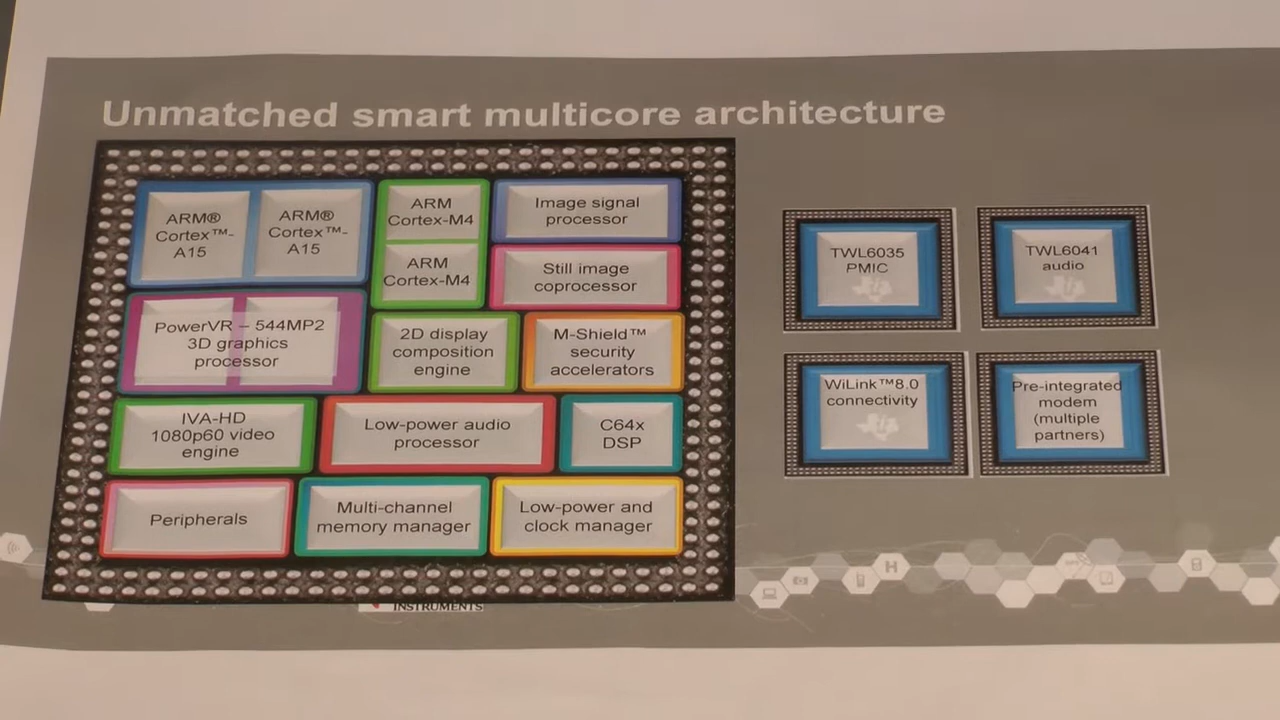 Unmatched smart multicore architecture
ARM®
Cortex™-
A15
ARM®
Cortex™-
A15
ARM
Cortex-M4
ARM
Cortex-M4
Image signal
processor
Still image
coprocessor
PowerVR – 544MP2
3D graphics
processor
2D display
composition
engine
M-Shield™
security
accelerators
IVA-HD
1080p60 video
engine
Low-power audio
processor
C64x
DSP
Peripherals
Multi-channel
memory manager
Low-power and
clock manager
TWL6035
PMIC
TWL6041
audio
WiLink™8.0
connectivity
Pre-integrated
modem
(multiple
partners)
H
INSTRUMENTS